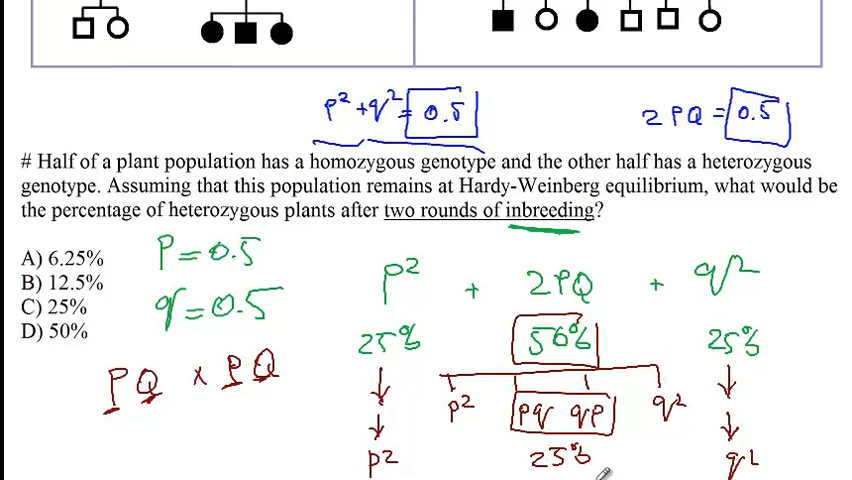 p² + q² = 0.5
2PQ = 0.5
# Half of a plant population has a homozygous genotype and the other half has a heterozygous
genotype. Assuming that this population remains at Hardy-Weinberg equilibrium, what would be
the percentage of heterozygous plants after two rounds of inbreeding?
A) 6.25%
B) 12.5%
C) 25%
D) 50%
P = 0.5
q = 0.5
PQ × PQ
p² + 2PQ + q²
25% 50% 25%
p² pq qp q²
p² 25% q²